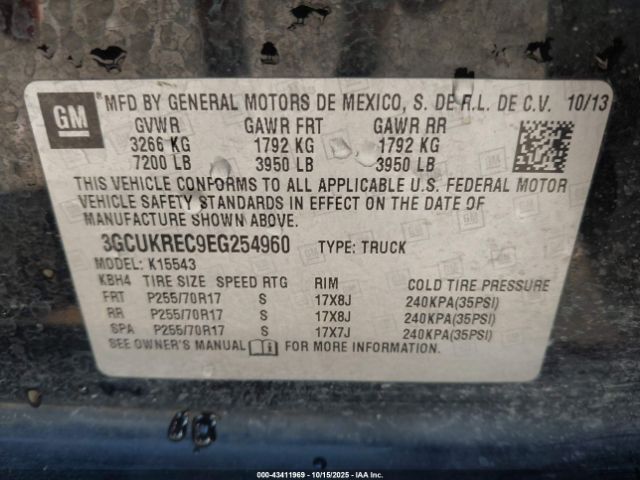 GM
®MFD BY GENERAL MOTORS DE MEXICO, S. DE R.L. DE C.V. 10/13
GVWR GAWR FRT GAWR RR
3266 KG 1792 KG 1792 KG
7200 LB 3950 LB 3950 LB
THIS VEHICLE CONFORMS TO ALL APPLICABLE U.S. FEDERAL MOTOR
VEHICLE SAFETY STANDARDS IN EFFECT ON THE DATE OF
MANUFACTURE SHOWN ABOVE.
3GCUKREC9EG254960 TYPE: TRUCK
MODEL: K15543
KBH4 TIRE SIZE SPEED RTG RIM COLD TIRE PRESSURE
FRT P255/70R17 S 17X8J 240KPA(35PSI)
RR P255/70R17 S 17X8J 240KPA(35PSI)
SPA P255/70R17 S 17X7J 240KPA(35PSI)
SEE OWNER'S MANUAL FOR MORE INFORMATION.
000-43411969 | 10/15/2025 - IAAI.com